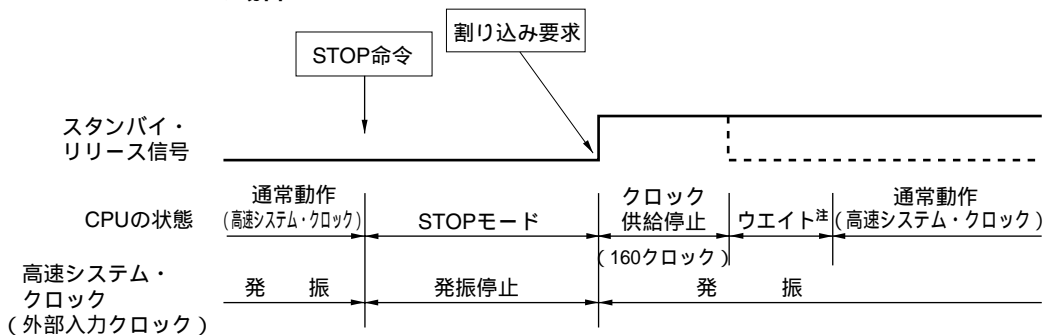 STOP命令
割り込み要求
スタンバイ・
リリース信号
CPUの状態
通常動作
(高速システム・クロック)
STOPモード
クロック
供給停止
(160クロック)
ウエイト注
通常動作
(高速システム・クロック)
高速システム・
クロック
(外部入力クロック)
発 振
発振停止
発 振